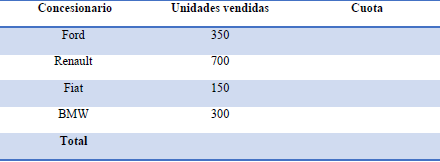 Concesionario Unidades vendidas Cuota
Ford 350
Renault 700
Fiat 150
BMW 300
Total